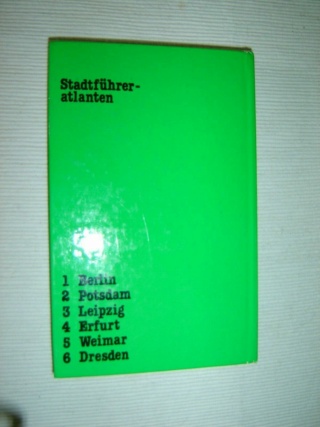 Stadtführer-
atlanten
1 Berlin
2 Potsdam
3 Leipzig
4 Erfurt
5 Weimar
6 Dresden